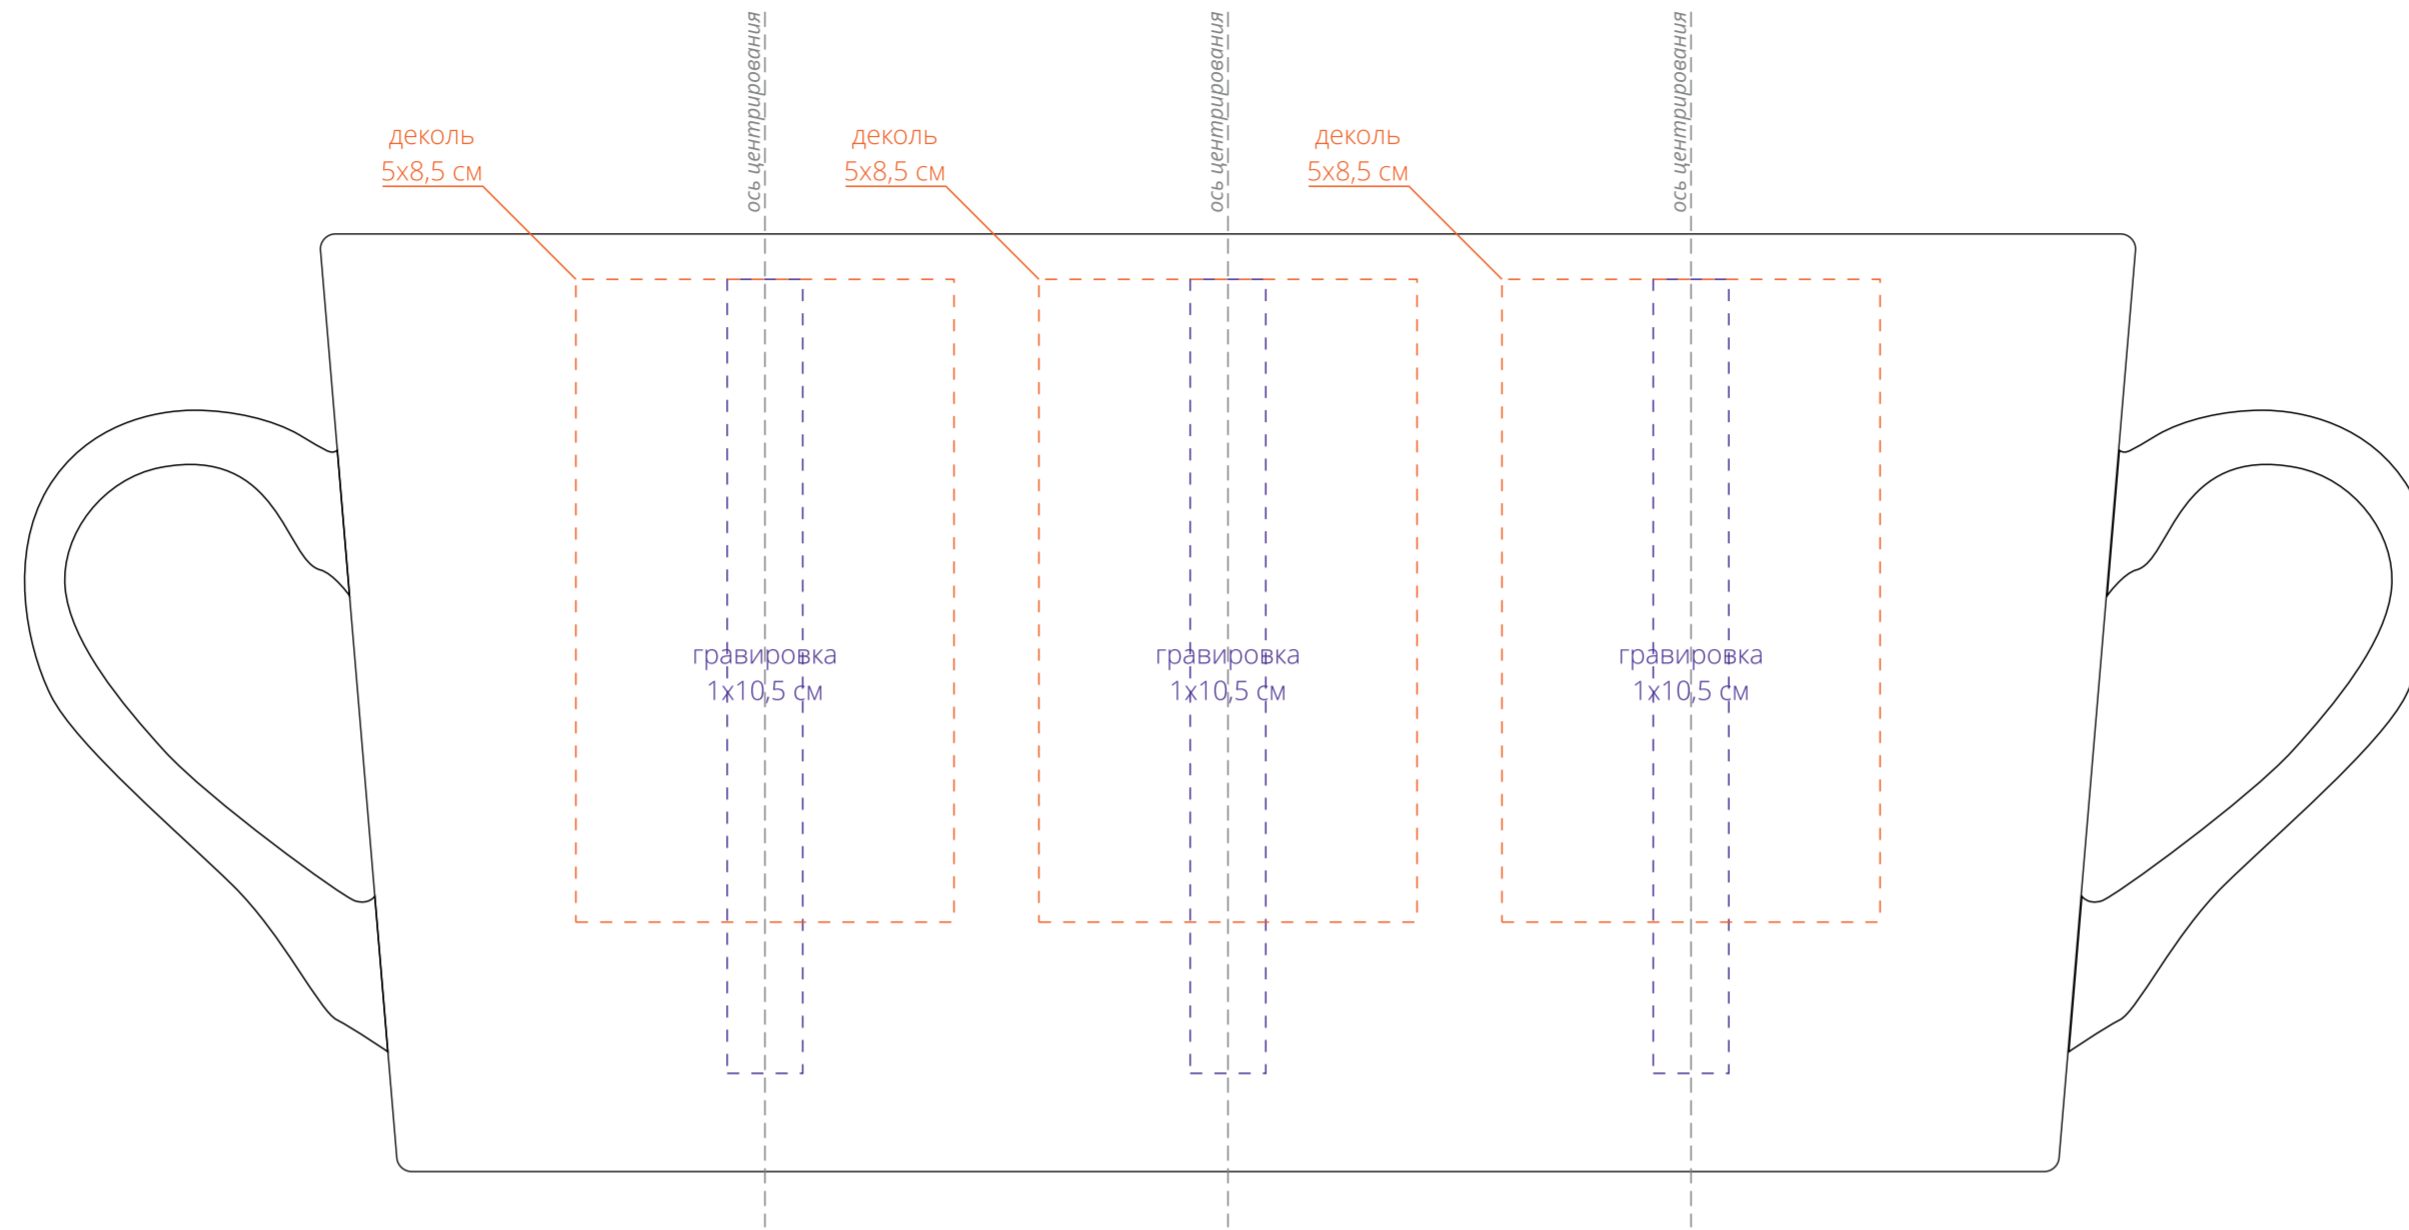 ось центрирования
ось центрирования
ось центрирования
деколь
5х8,5 см
деколь
5х8,5 см
деколь
5х8,5 см
гравировка
1х10,5 см
гравировка
1х10,5 см
гравировка
1х10,5 см